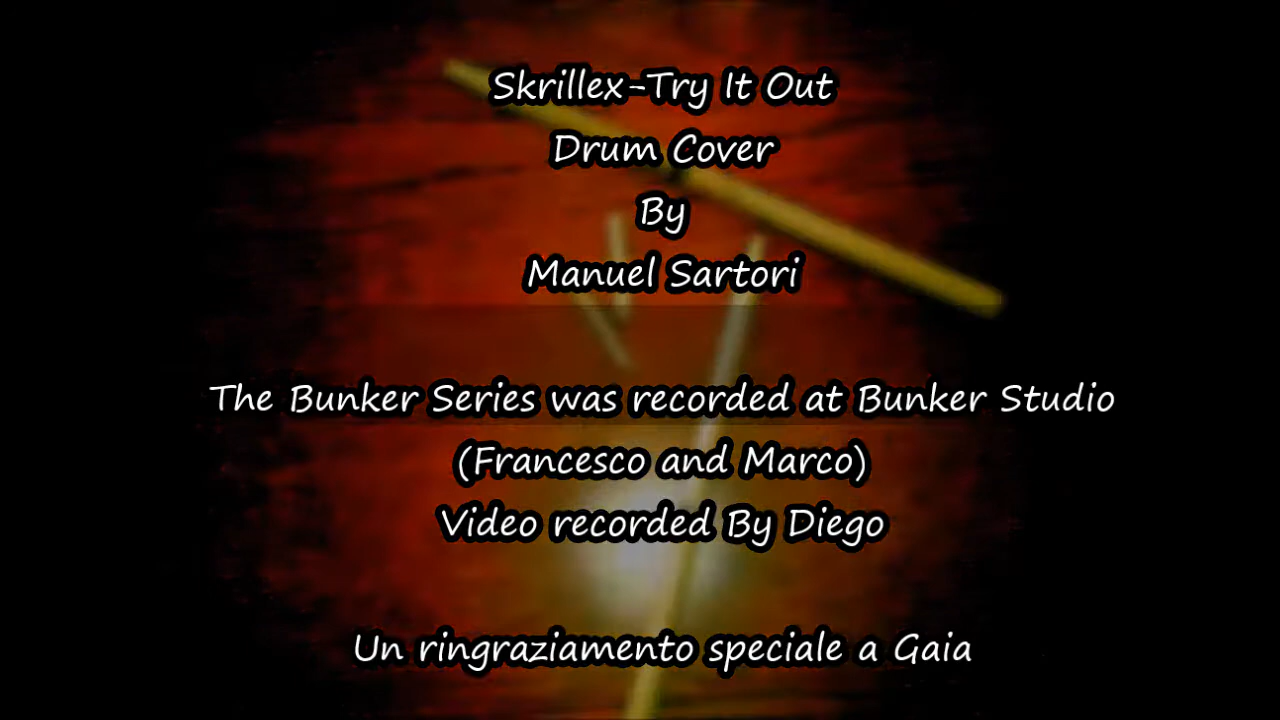 Skrillex-Try It Out
Drum Cover
By
Manuel Sartori
The Bunker Series was recorded at Bunker Studio
(Francesco and Marco)
Video recorded By Diego
Un ringraziamento speciale a Gaia